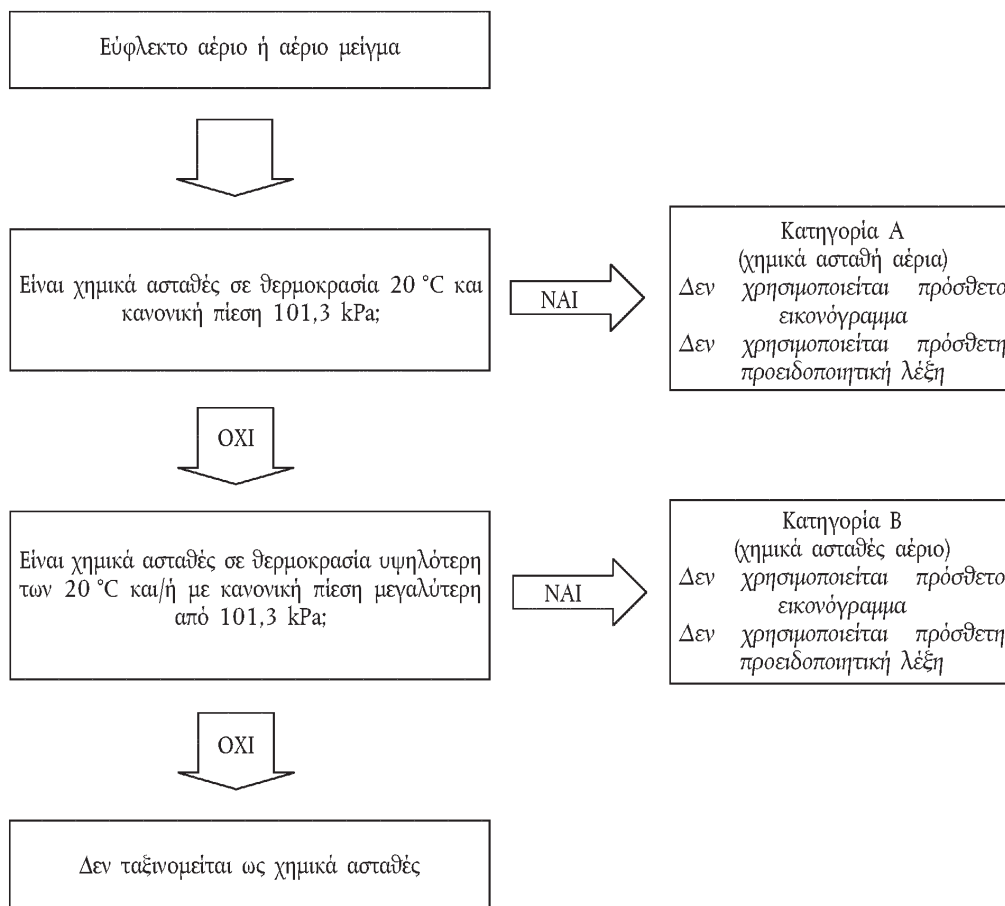 Εύφλεκτο αέριο ή αέριο μείγμα
Είναι χημικά ασταθές σε θερμοκρασία 20 °C και
κανονική πίεση 101,3 kPa;
ΝΑΙ
Κατηγορία Α
(χημικά ασταθή αέρια)
Δεν χρησιμοποιείται πρόσθετο
εικονόγραμμα
Δεν χρησιμοποιείται πρόσθετη
προειδοποιητική λέξη
ΟΧΙ
Είναι χημικά ασταθές σε θερμοκρασία υψηλότερη
των 20 °C και/ή με κανονική πίεση μεγαλύτερη
από 101,3 kPa;
ΝΑΙ
Κατηγορία Β
(χημικά ασταθές αέριο)
Δεν χρησιμοποιείται πρόσθετο
εικονόγραμμα
Δεν χρησιμοποιείται πρόσθετη
προειδοποιητική λέξη
ΟΧΙ
Δεν ταξινομείται ως χημικά ασταθές